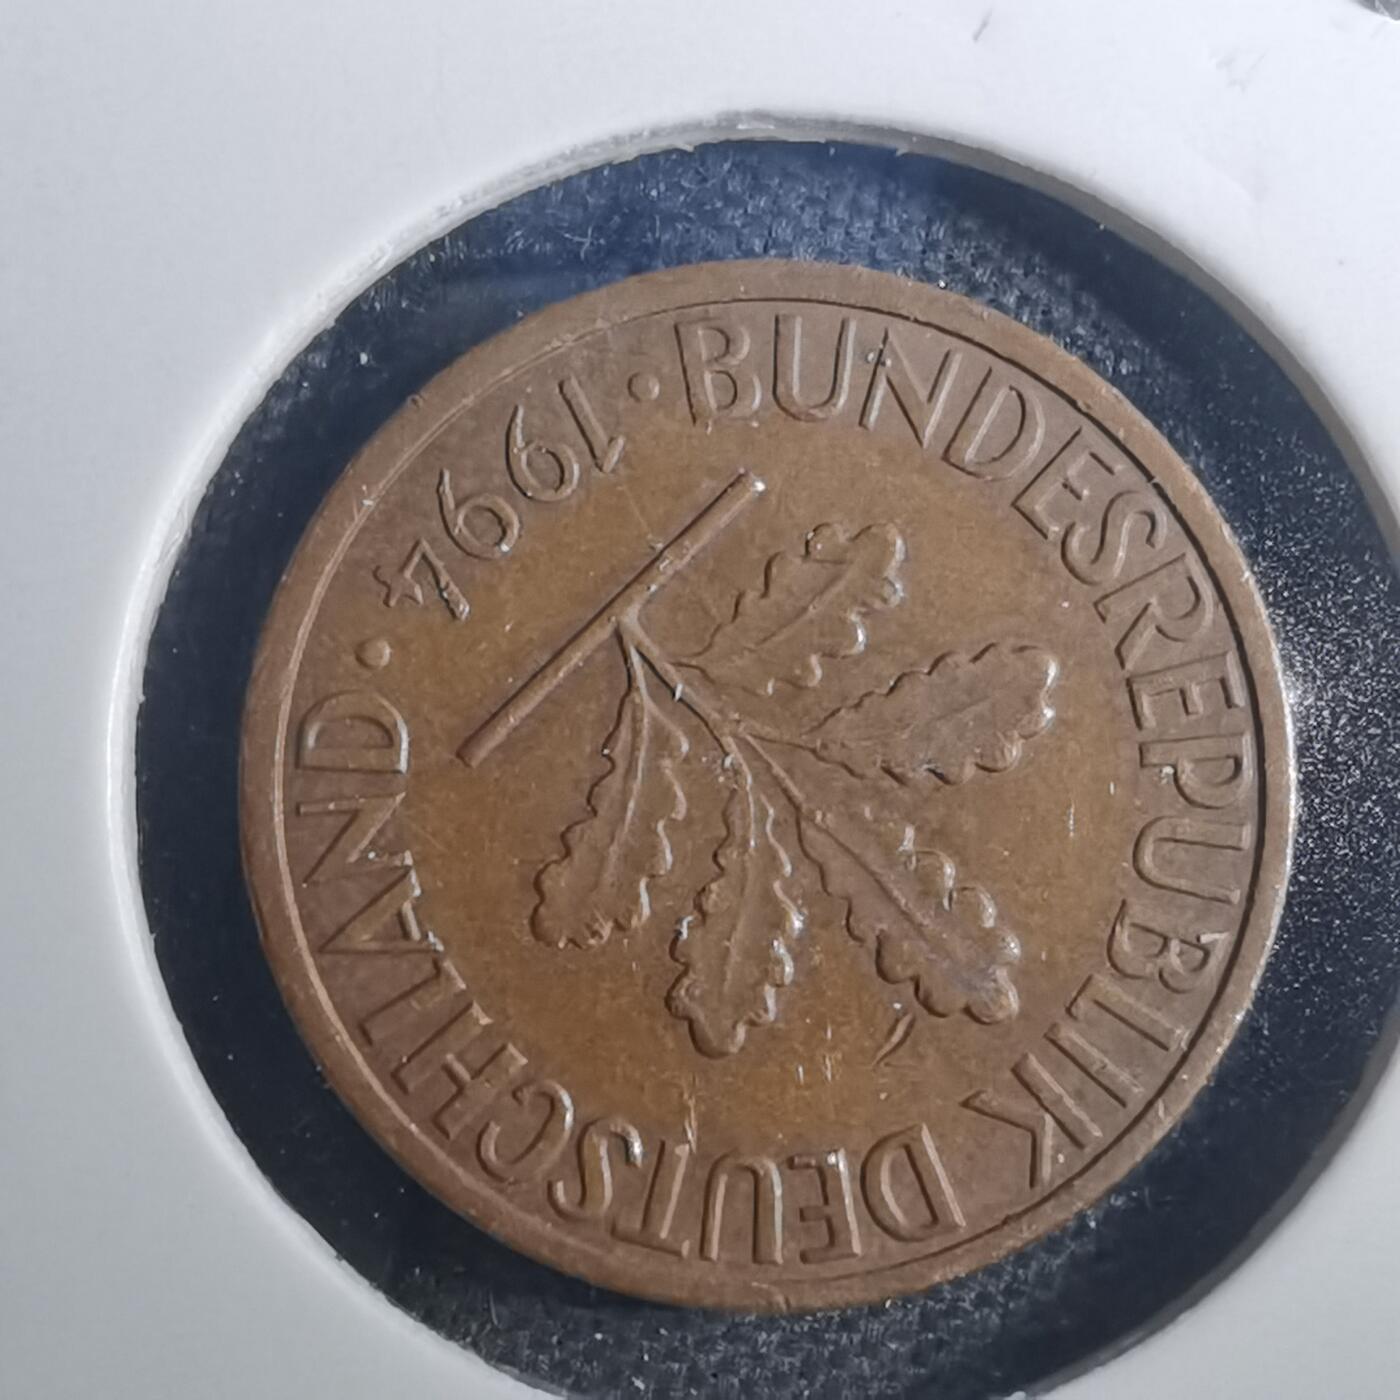 BUNDESREPUBLIK DEUTSCHLAND · 1994 ·